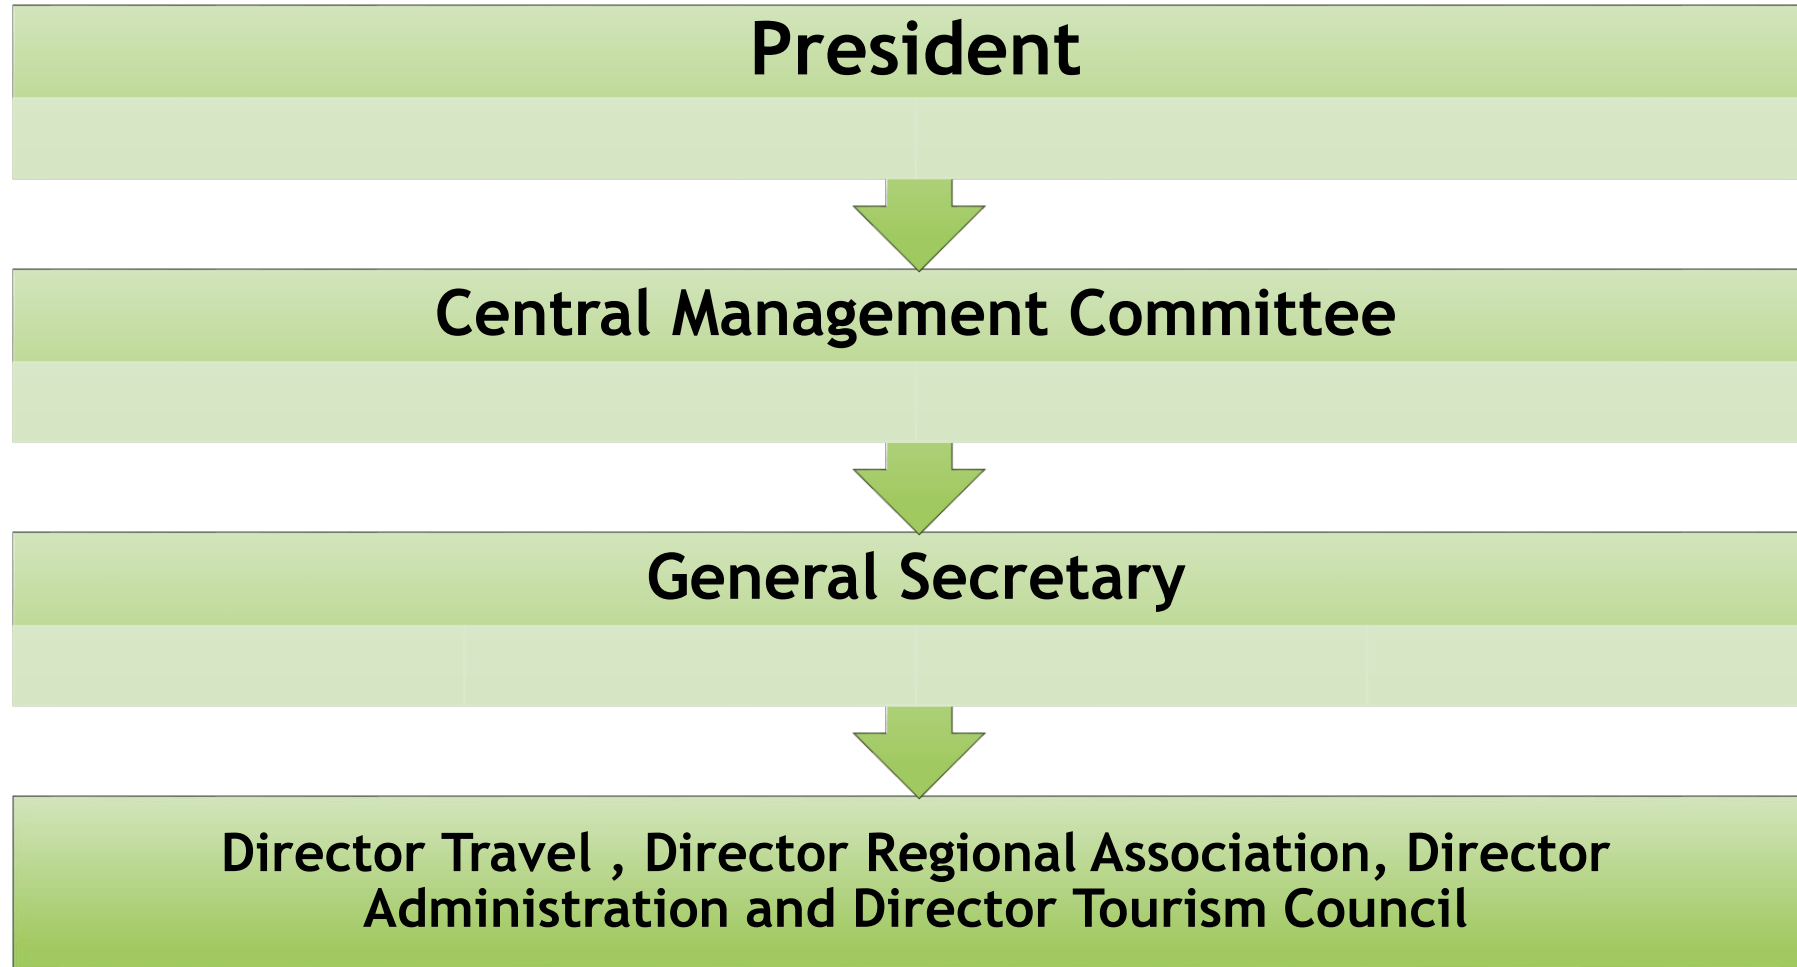 President
Central Management Committee
General Secretary
Director Travel , Director Regional Association, Director
Administration and Director Tourism Council